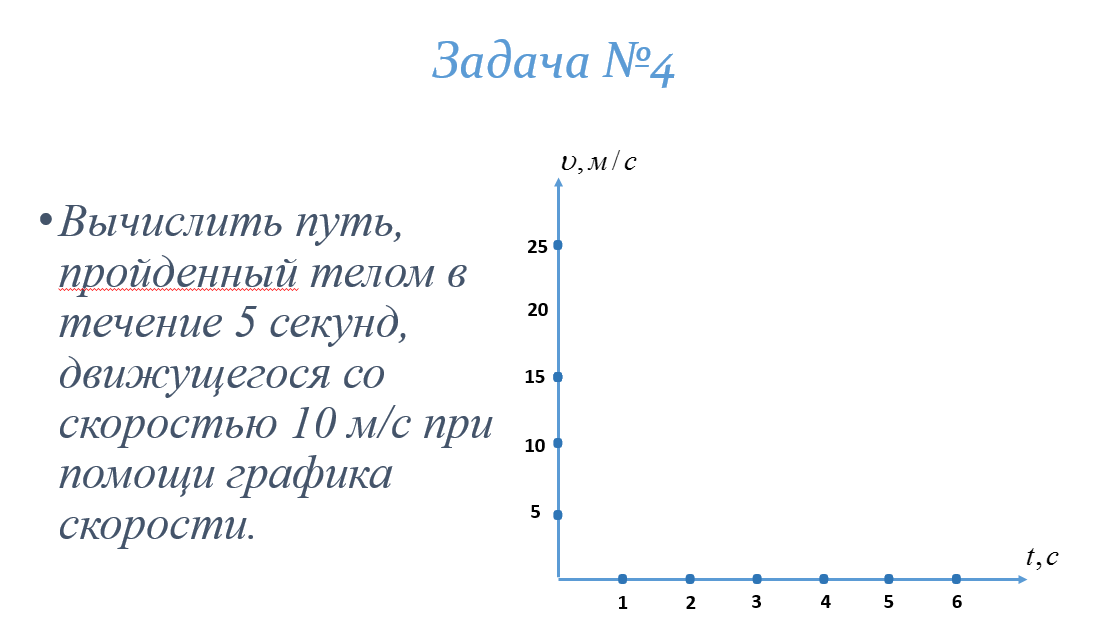 Задача №4
• Вычислить путь,
пройденный телом в
течение 5 секунд,
движущегося со
скоростью 10 м/с при
помощи графика
скорости.
υ, м / с
25
20
15
10
5
t, с
1 2 3 4 5 6